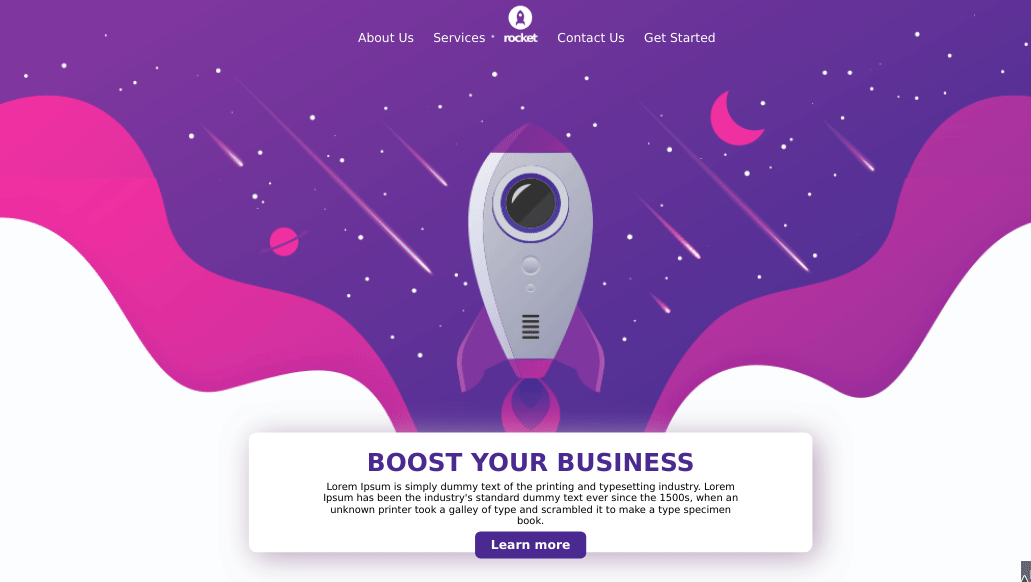 About Us Services rocket Contact Us Get Started
BOOST YOUR BUSINESS
Lorem Ipsum is simply dummy text of the printing and typesetting industry. Lorem
Ipsum has been the industry's standard dummy text ever since the 1500s, when an
unknown printer took a galley of type and scrambled it to make a type specimen
book.
Learn more